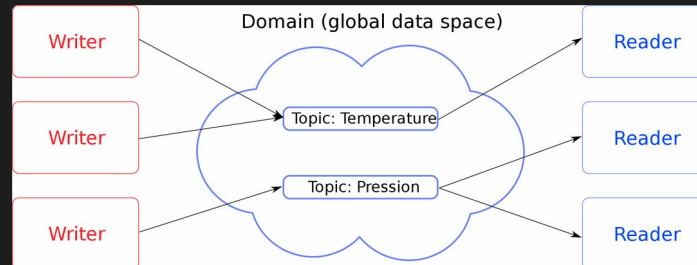 Domain (global data space)
Writer
Reader
Topic: Temperature
Writer
Reader
Topic: Pression
Writer
Reader